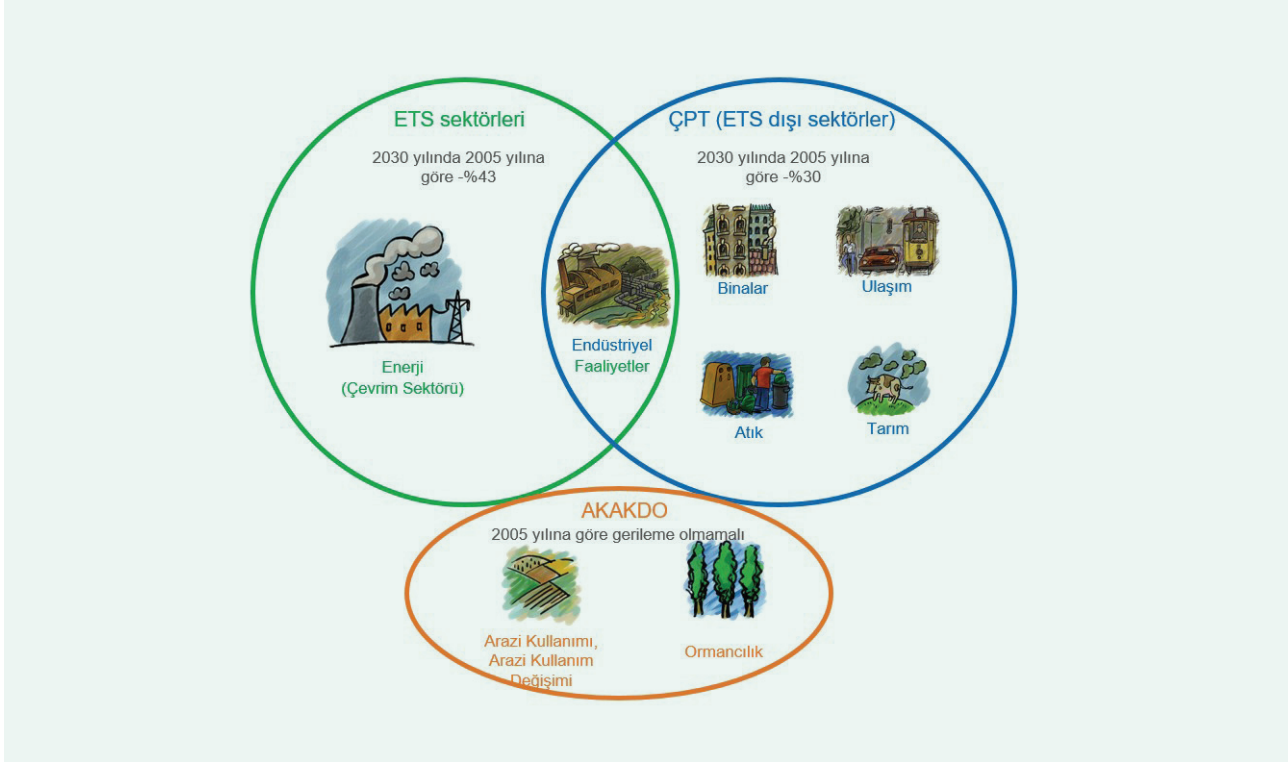 ETS sektörleri
2030 yılında 2005 yılına
göre -%43
Enerji
(Çevrim Sektörü)
Endüstriyel
Faaliyetler
ÇPT (ETS dışı sektörler)
2030 yılında 2005 yılına
göre -%30
Binalar
Ulaşım
Atık
Tarım
AKAKDO
2005 yılına göre gerileme olmamalı
Arazi Kullanımı,
Arazi Kullanım
Değişimi
Ormancılık